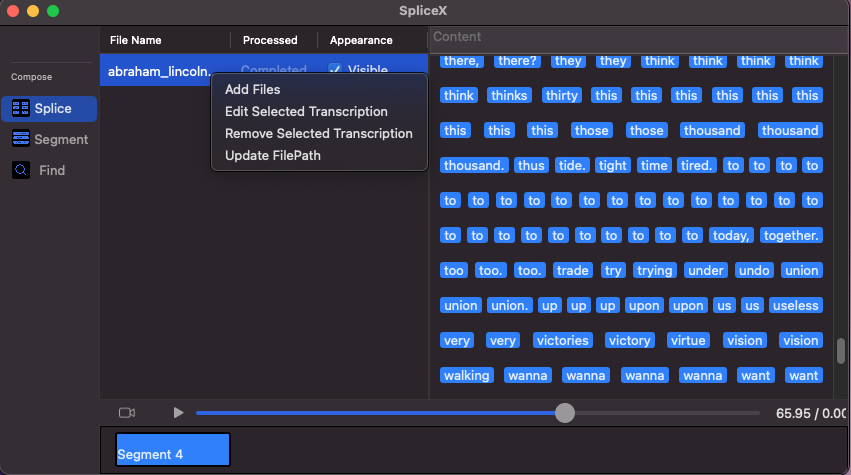 SpliceX
File Name Processed Appearance
Content
Compose
Splice
Segment
Find
abraham_lincoln. Completed Visible
Add Files
Edit Selected Transcription
Remove Selected Transcription
Update FilePath
there, there? they they think think think think
think thinks thirty this this this this this this
this this this those those thousand thousand
thousand. thus tide. tight time tired. to to to to
to to to to to to to to to to to to to to
to to to to to to to to to to today, together.
too too. too. trade try trying under undo union
union union. up up up upon upon us us useless
very very victories victory virtue vision vision
walking wanna wanna wanna wanna want want
65.95 / 0.00
Segment 4